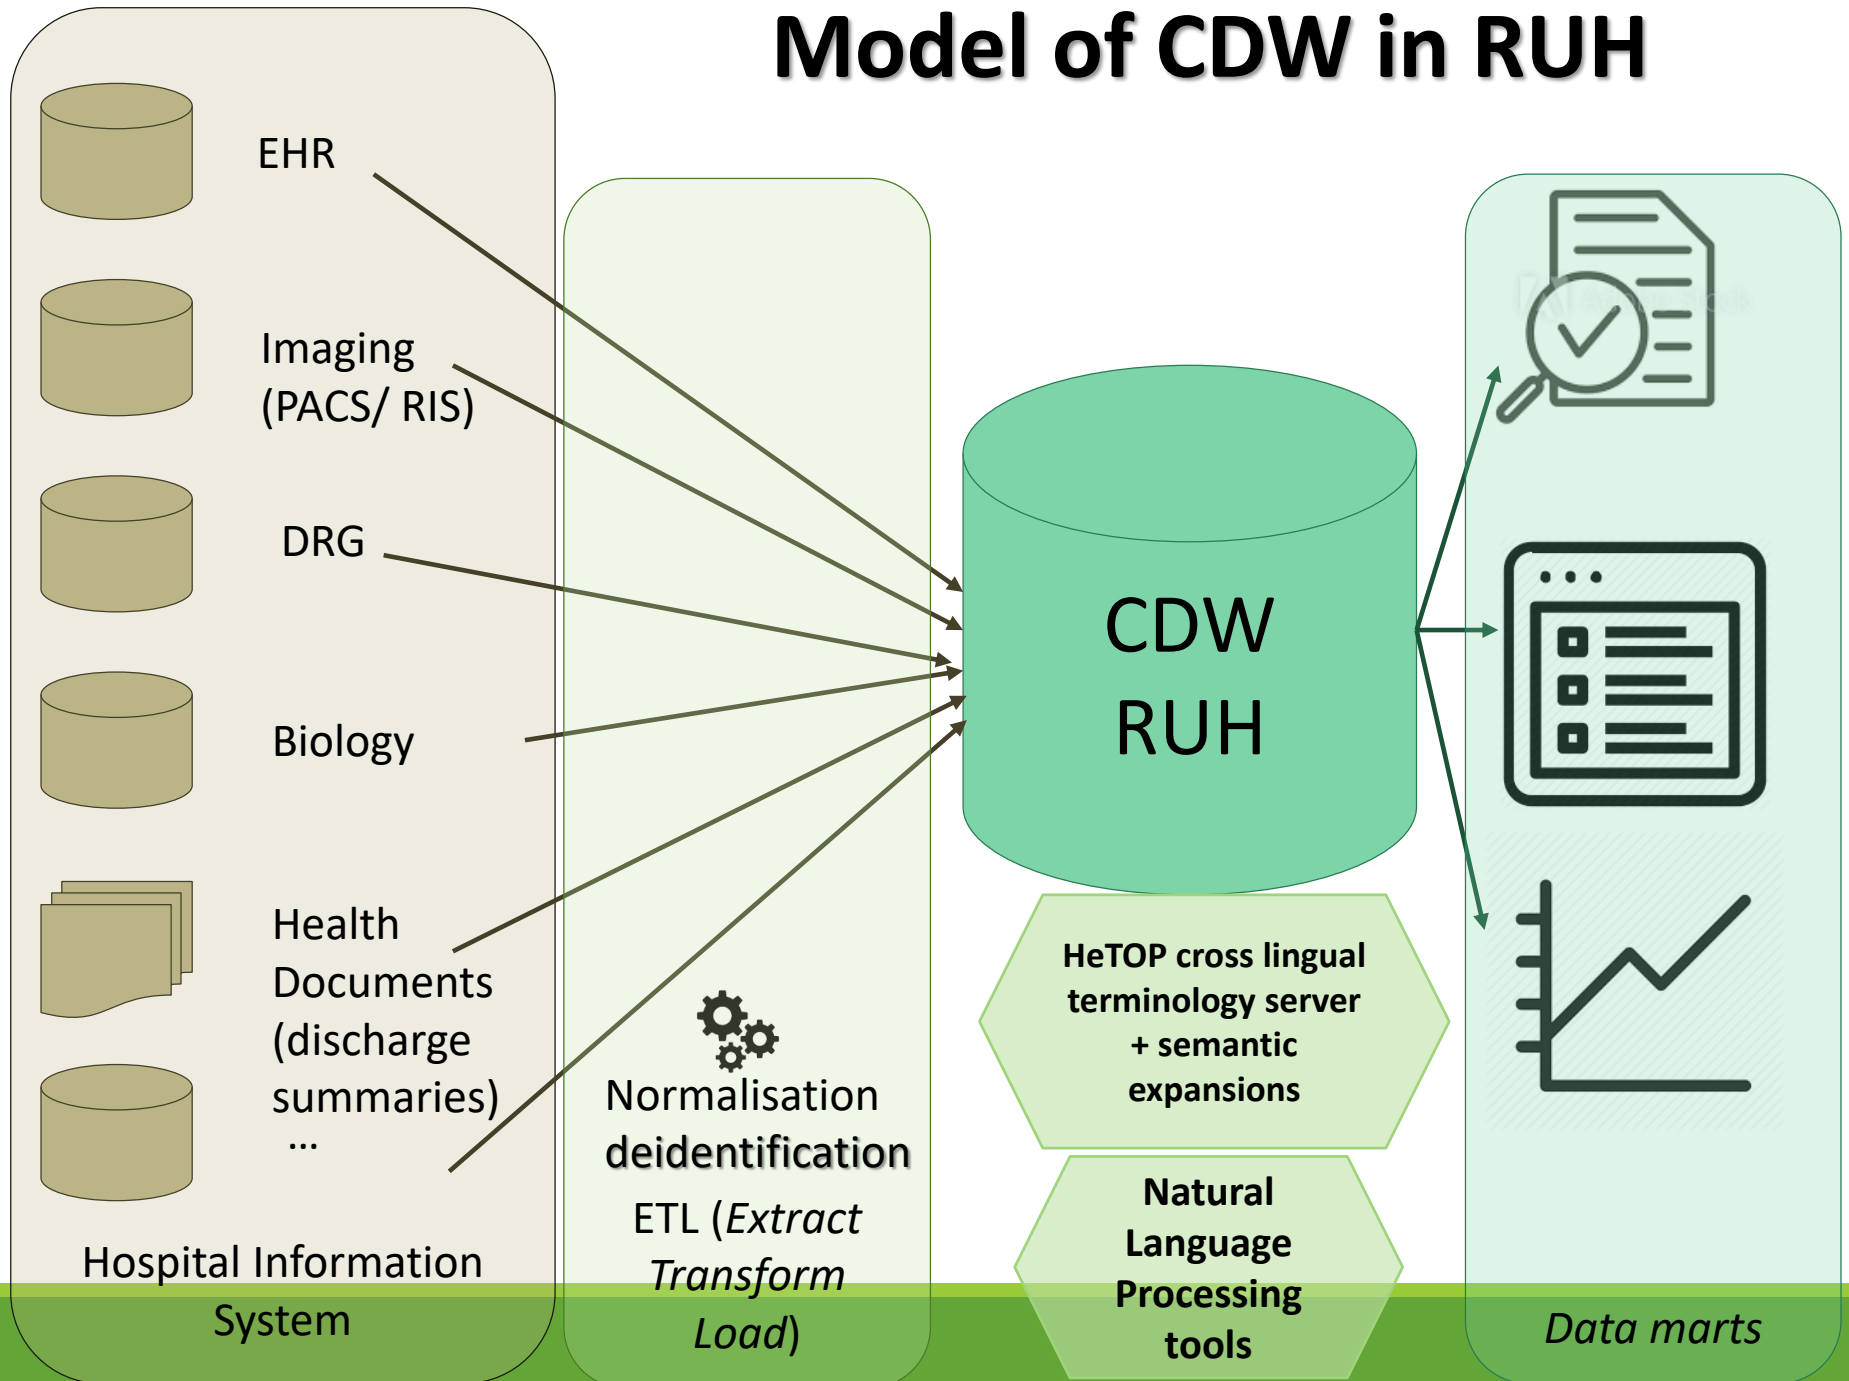 Model of CDW in RUH
EHR
Imaging
(PACS/ RIS)
DRG
Biology
Health
Documents
(discharge
summaries)
...
Hospital Information
System
Normalisation
deidentification
ETL (Extract
Transform
Load)
CDW
RUH
HeTOP cross lingual
terminology server
+ semantic
expansions
Natural
Language
Processing
tools
Data marts